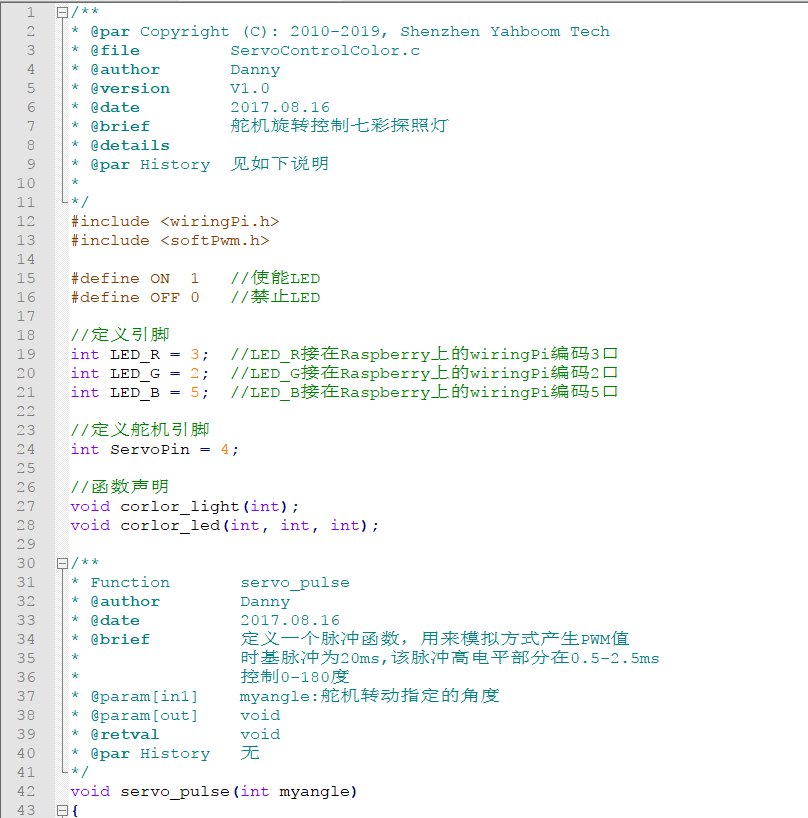 1 /**
2 * @par Copyright (C): 2010-2019, Shenzhen Yahboom Tech
3 * @file         ServoControlColor.c
4 * @author       Danny
5 * @version      V1.0
6 * @date         2017.08.16
7 * @brief        舵机旋转控制七彩探照灯
8 * @details
9 * @par History  见如下说明
10 *
11 */
12 #include <wiringPi.h>
13 #include <softPwm.h>
14
15 #define ON  1   //使能LED
16 #define OFF 0   //禁止LED
17
18 //定义引脚
19 int LED_R = 3;  //LED_R接在Raspberry上的wiringPi编码3口
20 int LED_G = 2;  //LED_G接在Raspberry上的wiringPi编码2口
21 int LED_B = 5;  //LED_B接在Raspberry上的wiringPi编码5口
22
23 //定义舵机引脚
24 int ServoPin = 4;
25
26 //函数声明
27 void corlor_light(int);
28 void corlor_led(int, int, int);
29
30 /**
31 * Function       servo_pulse
32 * @author        Danny
33 * @date          2017.08.16
34 * @brief         定义一个脉冲函数，用来模拟方式产生PWM值
35 *                时基脉冲为20ms,该脉冲高电平部分在0.5-2.5ms
36 *                控制0-180度
37 * @param[in1]    myangle:舵机转动指定的角度
38 * @param[out]    void
39 * @retval        void
40 * @par History   无
41 */
42 void servo_pulse(int myangle)
43 {